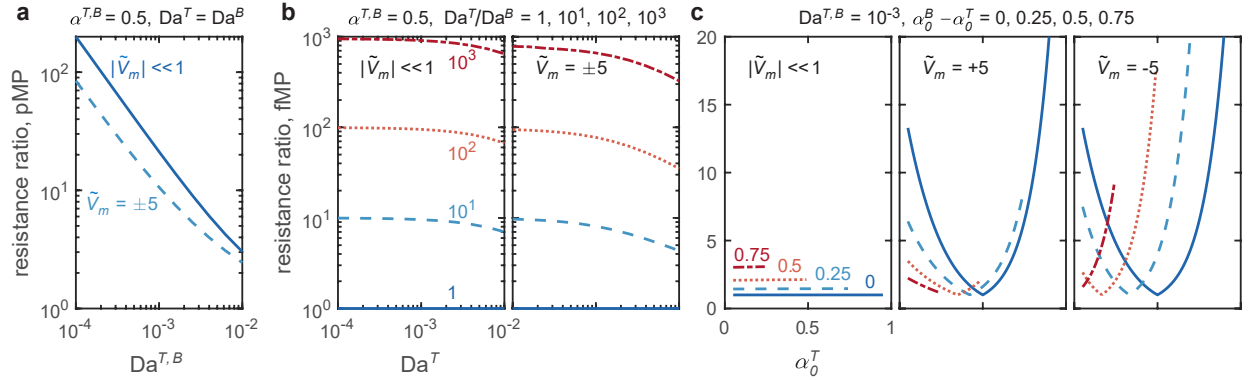 a
α^{T,B} = 0.5, Da^T = Da^B
resistance ratio, pMP
10^2
10^1
10^0
|Ṽ_m| <<1
Ṽ_m = ±5
10^{-4}
10^{-3}
10^{-2}
Da^{T,B}
b
α^{T,B} = 0.5, Da^T/Da^B = 1, 10^1, 10^2, 10^3
resistance ratio, fMP
10^3
10^2
10^1
10^0
|Ṽ_m| <<1
10^3
10^2
10^1
1
Ṽ_m = ±5
10^{-4}
10^{-3}
10^{-4}
10^{-3}
10^{-2}
Da^T
c
Da^{T,B} = 10^{-3}, α_0^B – α_0^T = 0, 0.25, 0.5, 0.75
20
15
10
5
0
|Ṽ_m| <<1
0.75
0.5
0.25
0
Ṽ_m = +5
Ṽ_m = -5
0
0.5
1
α_0^T